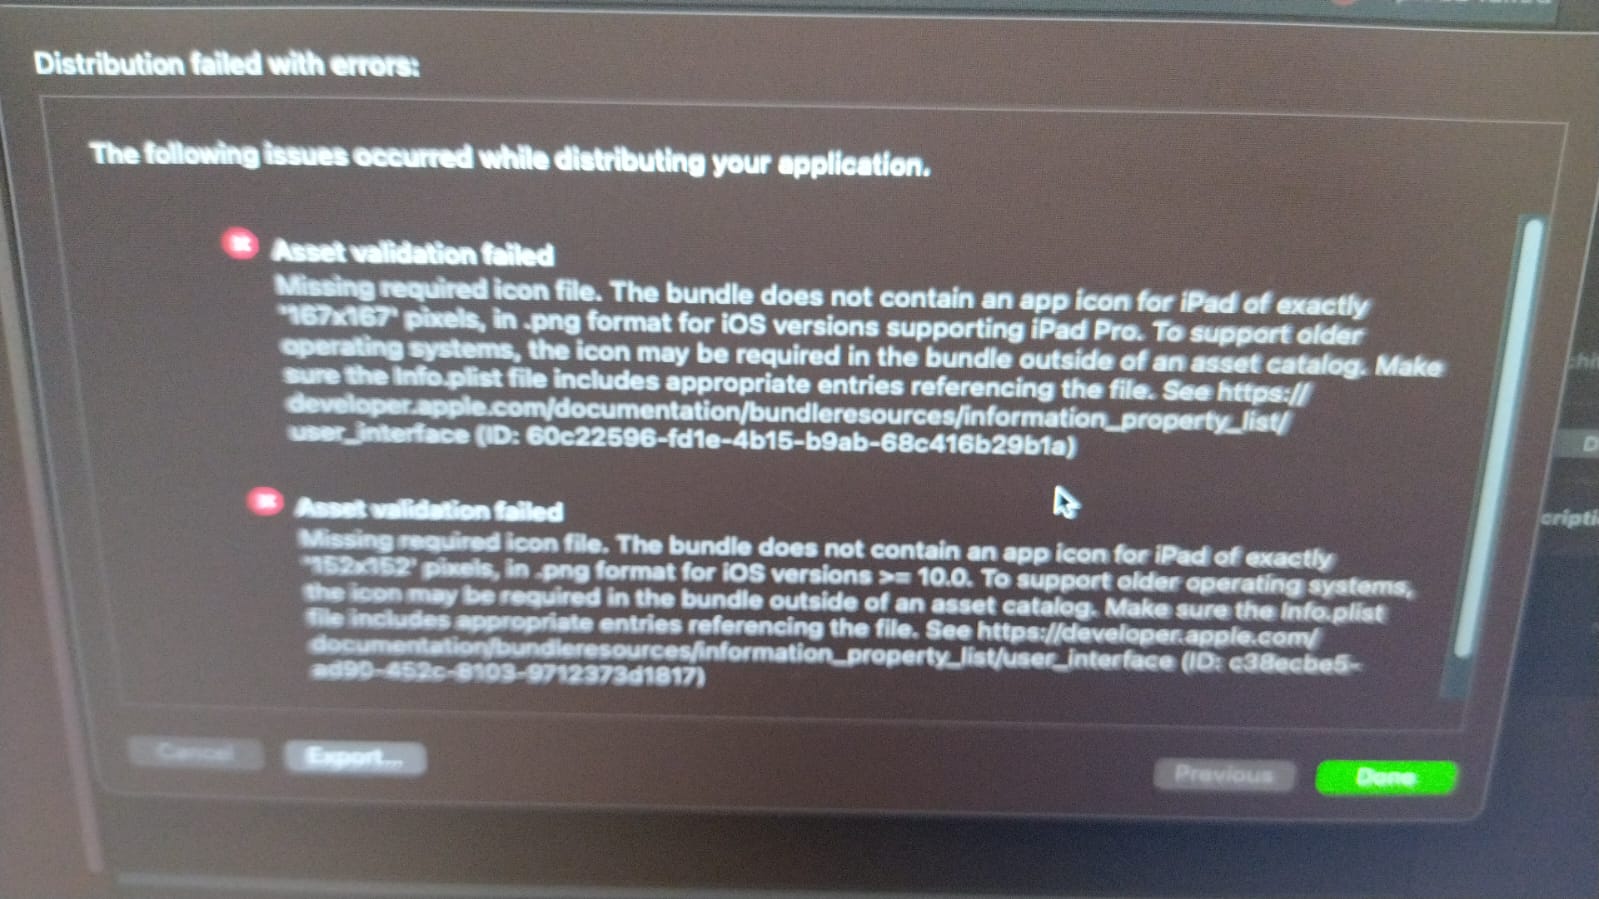 Distribution failed with errors:
The following issues occurred while distributing your application.
Asset validation failed
Missing required icon file. The bundle does not contain an app icon for iPad of exactly
'167x167' pixels, in .png format for iOS versions supporting iPad Pro. To support older
operating systems, the icon may be required in the bundle outside of an asset catalog. Make
sure the Info.plist file includes appropriate entries referencing the file. See https://
developer.apple.com/documentation/bundleresources/information_property_list/
user_interface (ID: 60c22596-fd1e-4b15-b9ab-68c416b29b1a)
Asset validation failed
Missing required icon file. The bundle does not contain an app icon for iPad of exactly
'152x152' pixels, in .png format for iOS versions >= 10.0. To support older operating systems,
the icon may be required in the bundle outside of an asset catalog. Make sure the Info.plist
file includes appropriate entries referencing the file. See https://developer.apple.com/
documentation/bundleresources/information_property_list/user_interface (ID: c38ecbe5-
ad90-452c-8103-9712373d1817)
Cancel Export... Previous Done